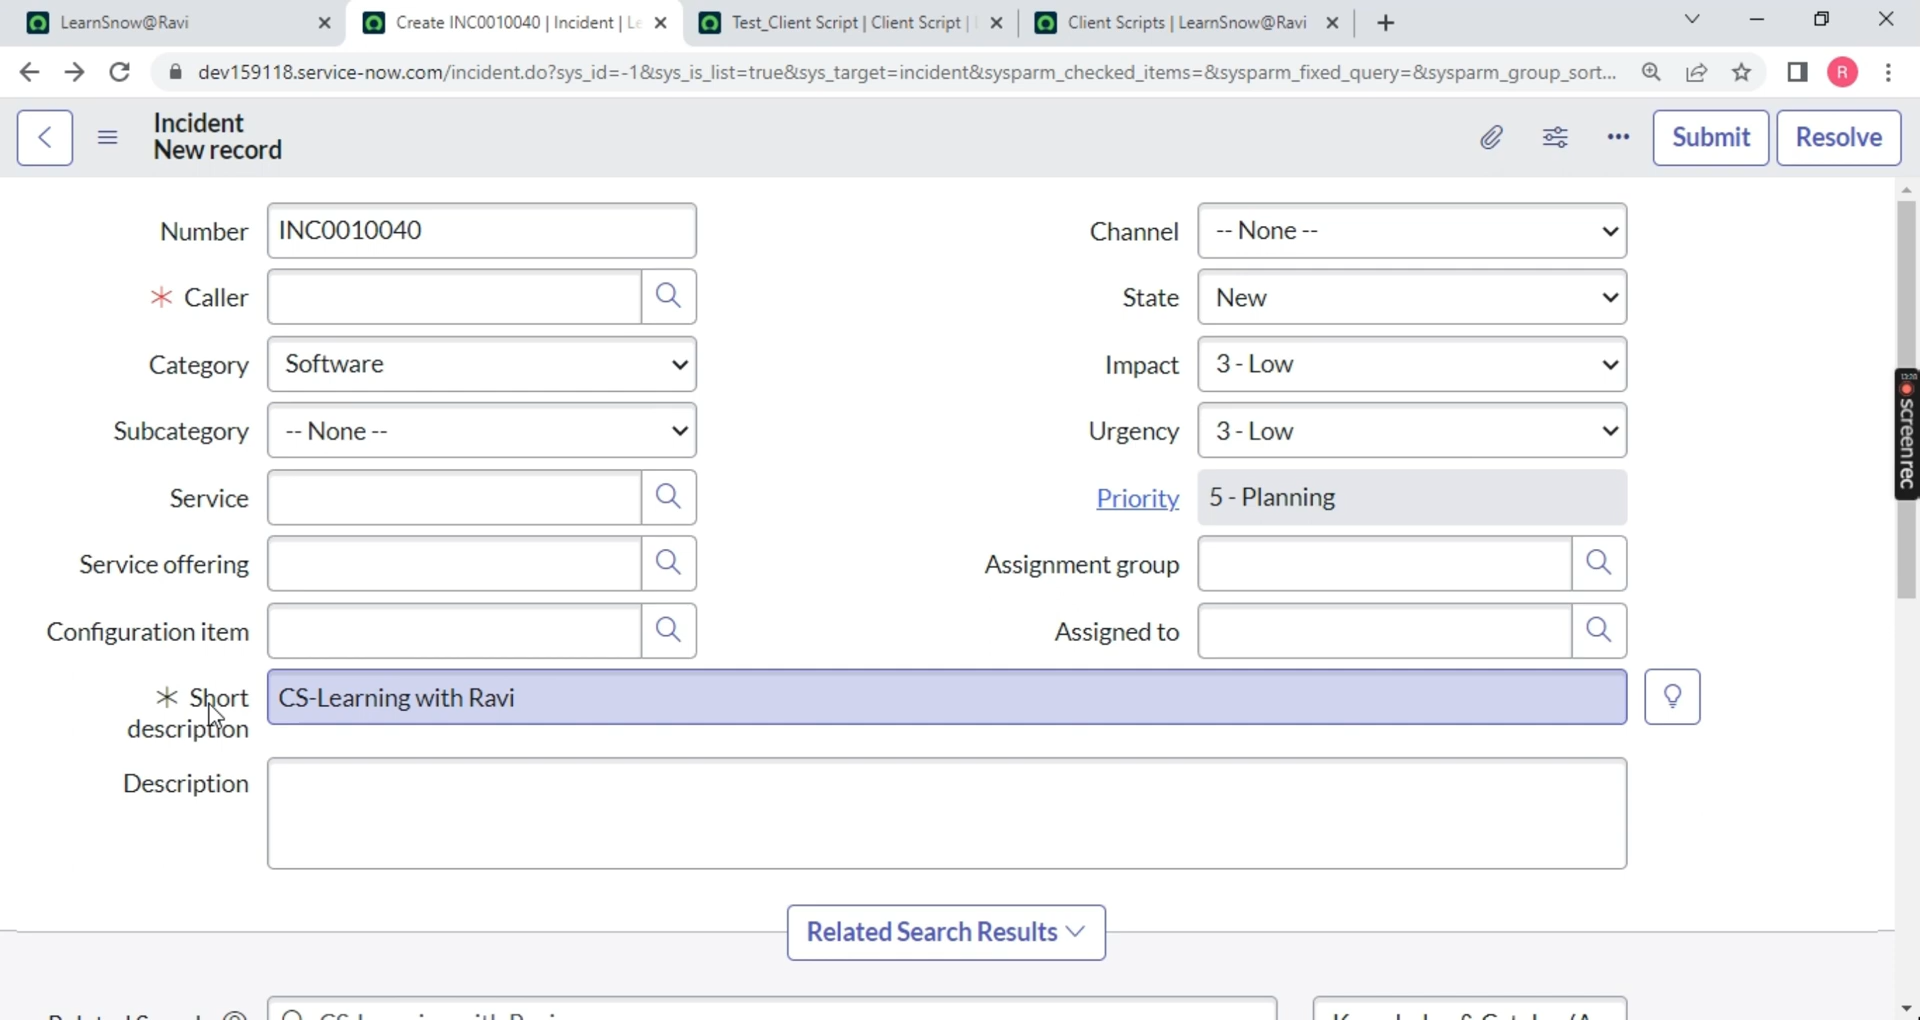 LearnSnow@Ravi
Create INC0010040 | Incident | Le
Test_Client Script | Client Script |
Client Scripts | LearnSnow@Ravi
dev159118.service-now.com/incident.do?sys_id=-1&sys_is_list=true&sys_target=incident&sysparm_checked_items=&sysparm_fixed_query=&sysparm_group_sort...
R
Incident
New record
Submit
Resolve
Number
INC0010040
Channel
-- None --
* Caller
State
New
Category
Software
Impact
3 - Low
Subcategory
-- None --
Urgency
3 - Low
Service
Priority
5 - Planning
Service offering
Assignment group
Configuration item
Assigned to
* Short
description
CS-Learning with Ravi
Description
Related Search Results
screenrec